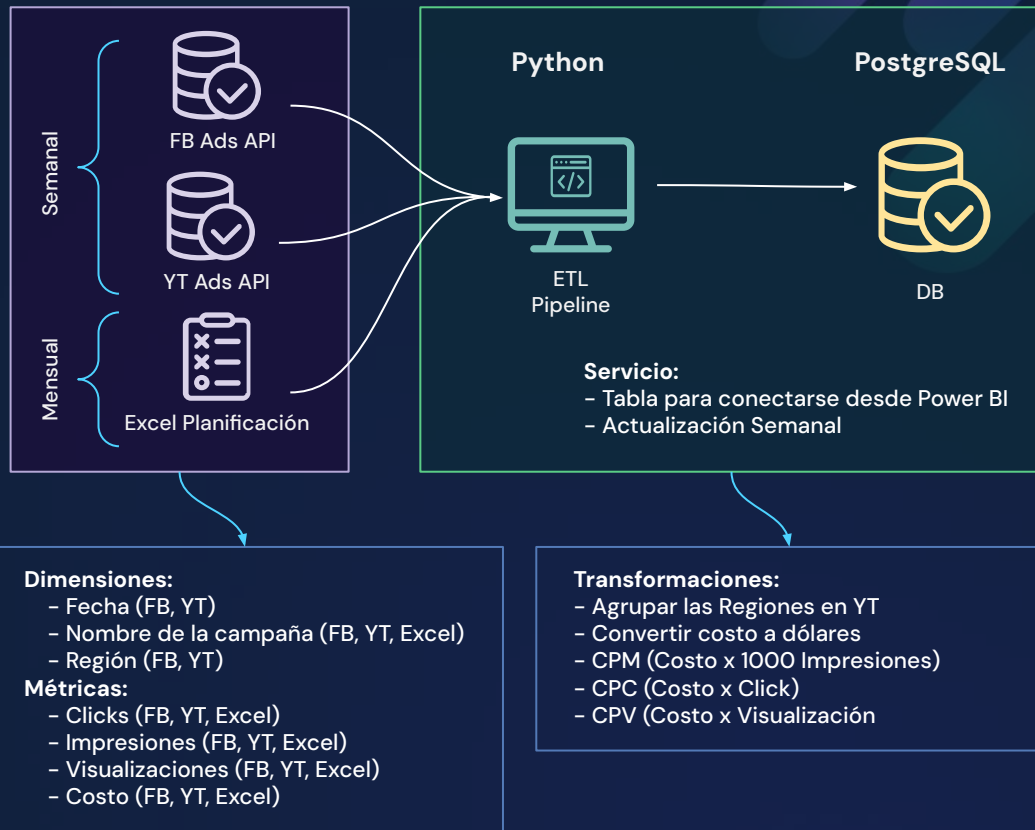 Semanal
FB Ads API
YT Ads API
Mensual
Excel Planificación
Python
PostgreSQL
</>
ETL
Pipeline
DB
Servicio:
- Tabla para conectarse desde Power BI
- Actualización Semanal
Dimensiones:
- Fecha (FB, YT)
- Nombre de la campaña (FB, YT, Excel)
- Región (FB, YT)
Métricas:
- Clicks (FB, YT, Excel)
- Impresiones (FB, YT, Excel)
- Visualizaciones (FB, YT, Excel)
- Costo (FB, YT, Excel)
Transformaciones:
- Agrupar las Regiones en YT
- Convertir costo a dólares
- CPM (Costo x 1000 Impresiones)
- CPC (Costo x Click)
- CPV (Costo x Visualización